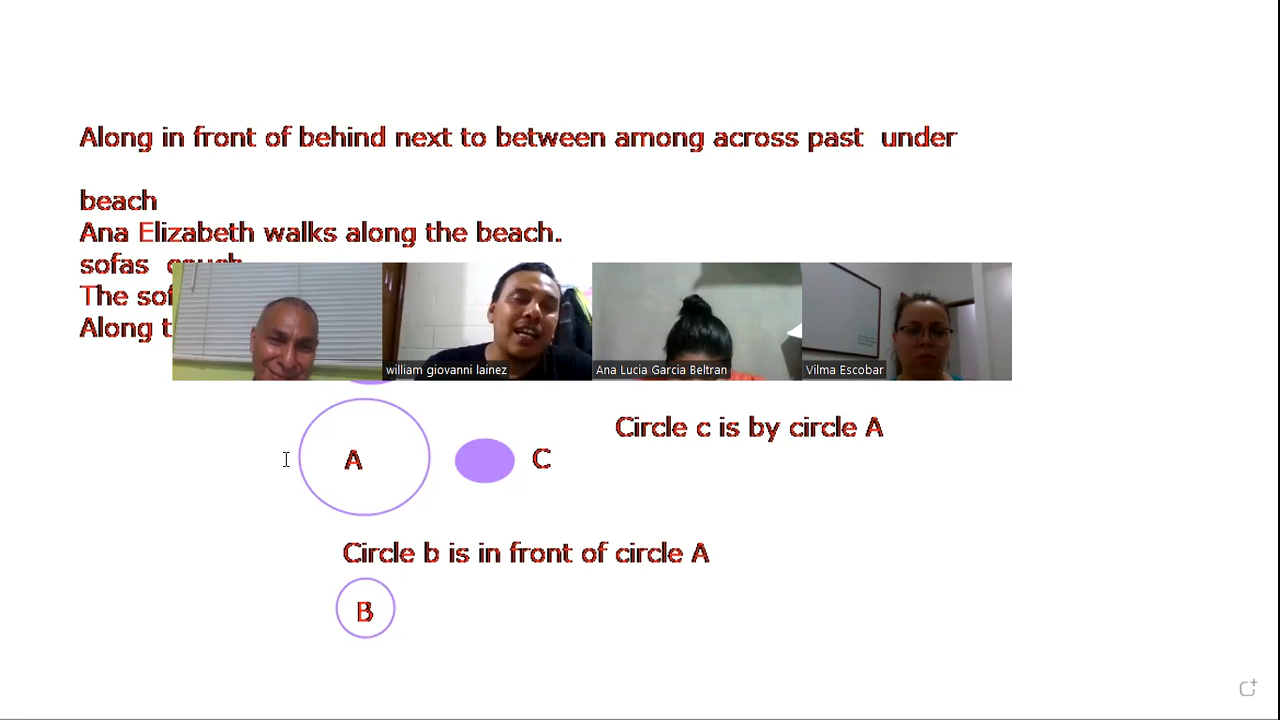 Along in front of behind next to between among across past under
beach
Ana Elizabeth walks along the beach.
sofas couch
The
Along
william giovanni lainez
Ana Lucia Garcia Beltran
Vilma Escobar
Circle c is by circle A
A
C
Circle b is in front of circle A
B